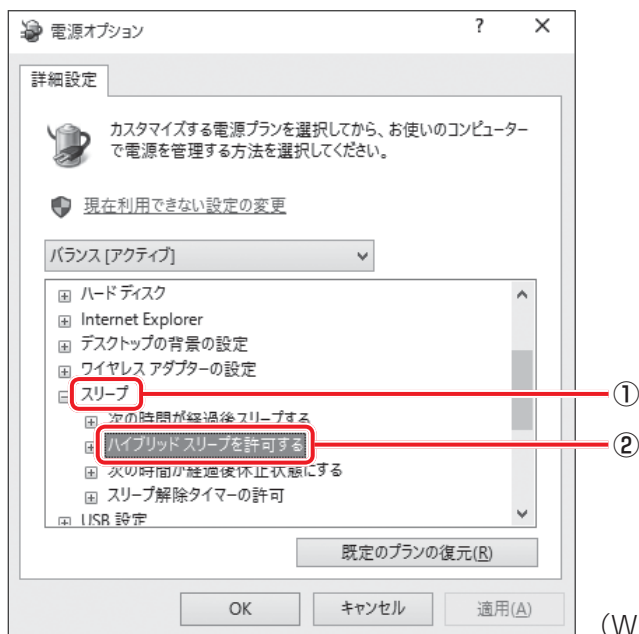 電源オプション ? ×
詳細設定
カスタマイズする電源プランを選択してから、お使いのコンピューター
で電源を管理する方法を選択してください。
現在利用できない設定の変更
バランス [アクティブ]
ハード ディスク
Internet Explorer
デスクトップの背景の設定
ワイヤレス アダプターの設定
スリープ ①
次の時間が経過後スリープする
ハイブリッド スリープを許可する ②
次の時間が経過後休止状態にする
スリープ解除タイマーの許可
USB 設定
既定のプランの復元(R)
OK キャンセル 適用(A)
(W